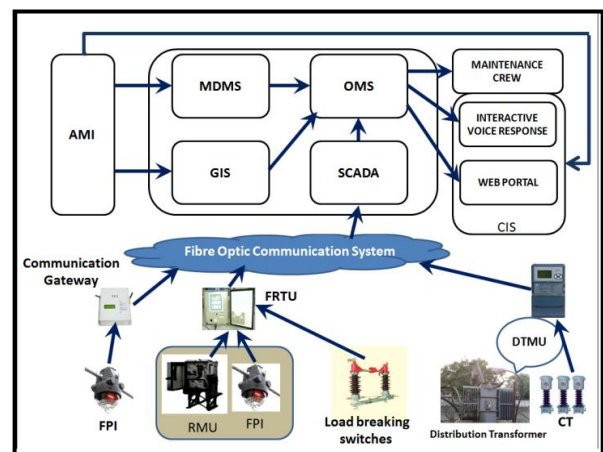 AMI
MDMS
OMS
GIS
SCADA
MAINTENANCE
CREW
INTERACTIVE
VOICE RESPONSE
WEB PORTAL
CIS
Fibre Optic Communication System
Communication
Gateway
FRTU
DTMU
FPI
RMU
FPI
Load breaking
switches
Distribution Transformer
CT